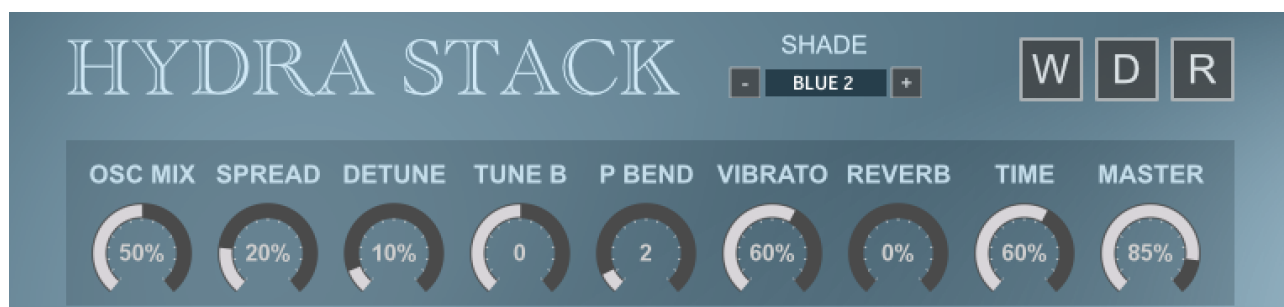 HYDRA STACK
SHADE
- BLUE 2 +
W D R
OSC MIX SPREAD DETUNE TUNE B P BEND VIBRATO REVERB TIME MASTER
50% 20% 10% 0 2 60% 0% 60% 85%